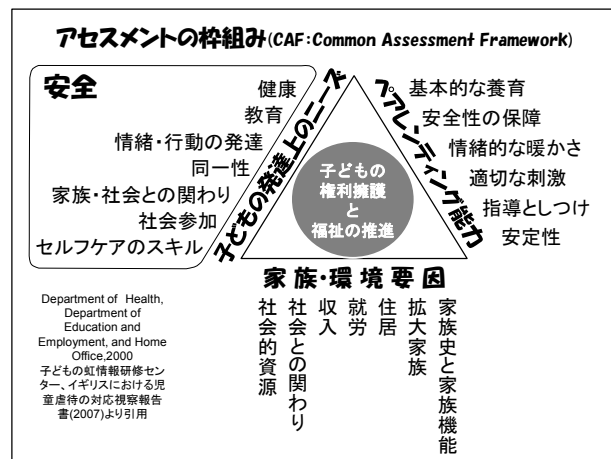 アセスメントの枠組み(CAF:Common Assessment Framework)
安全
健康
教育
情緒・行動の発達
同一性
家族・社会との関わり
社会参加
セルフケアのスキル
子どもの発達上のニーズ
子どもの
権利擁護
と
福祉の推進
プアレンティング能力
基本的な養育
安全性の保障
情緒的な暖かさ
適切な刺激
指導としつけ
安定性
家族・環境要因
社会的資源
社会との関わり
収入
就労
住居
拡大家族
家族史と家族機能
Department of Health,
Department of
Education and
Employment, and Home
Office,2000
子どもの虹情報研修セン
ター、イギリスにおける児
童虐待の対応視察報告
書(2007)より引用